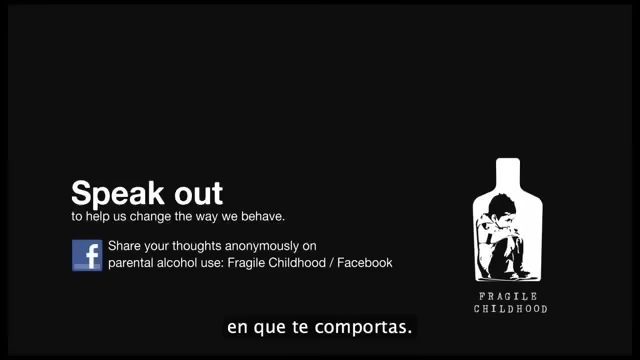 Speak out
to help us change the way we behave.
f
Share your thoughts anonymously on
parental alcohol use: Fragile Childhood / Facebook
FRAGILE
CHILDHOOD
en que te comportas.